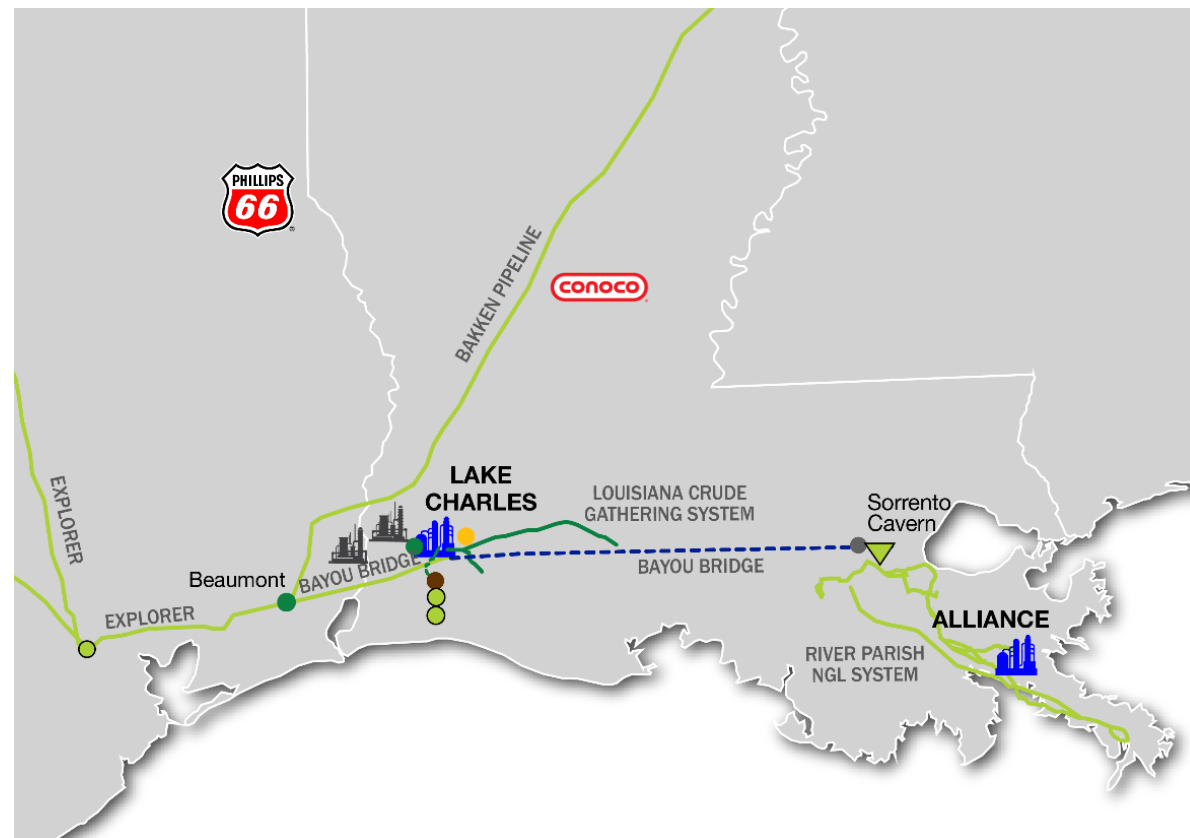 PHILLIPS
66
®
BAKKEN PIPELINE
conoco
EXPLORER
LAKE
CHARLES
LOUISIANA CRUDE
GATHERING SYSTEM
Sorrento
Cavern
Beaumont
BAYOU BRIDGE
BAYOU BRIDGE
EXPLORER
ALLIANCE
RIVER PARISH
NGL SYSTEM